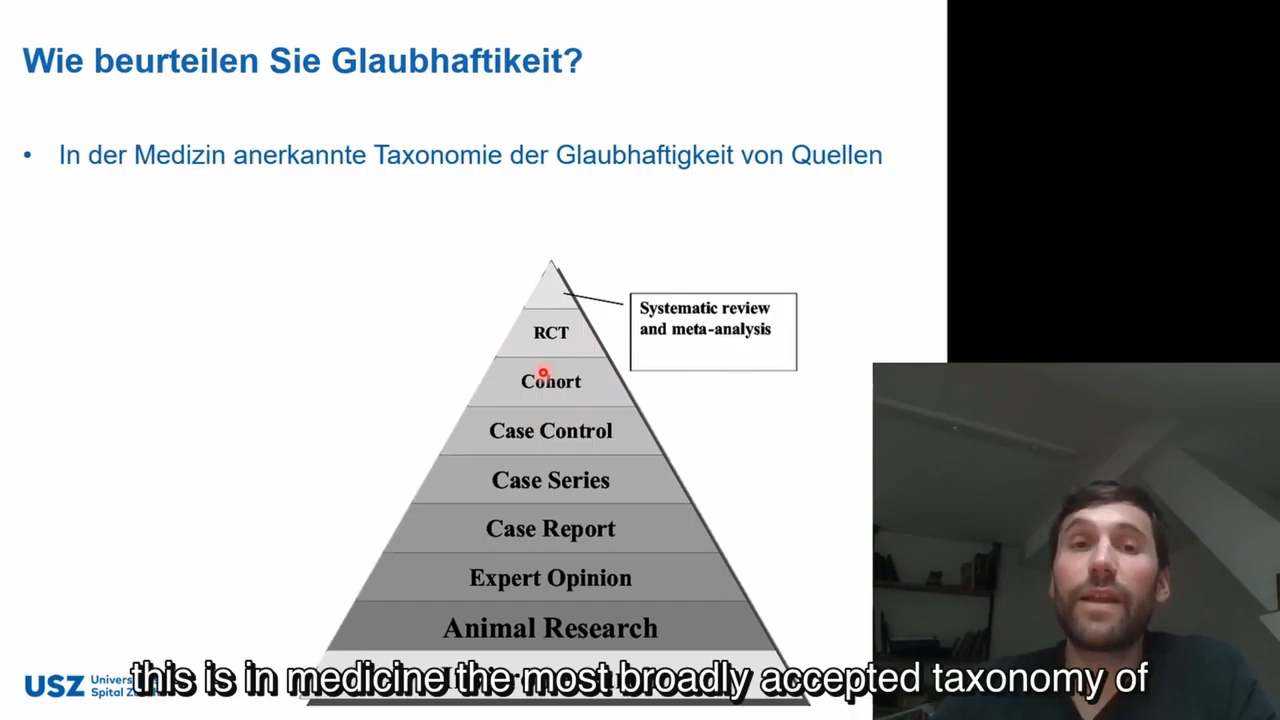 Wie beurteilen Sie Glaubhaftikeit?
• In der Medizin anerkannte Taxonomie der Glaubhaftigkeit von Quellen
Systematic review
and meta-analysis
RCT
Cohort
Case Control
Case Series
Case Report
Expert Opinion
Animal Research
USZ
Univers
Spital Z
this is in medicine the most broadly accepted taxonomy of